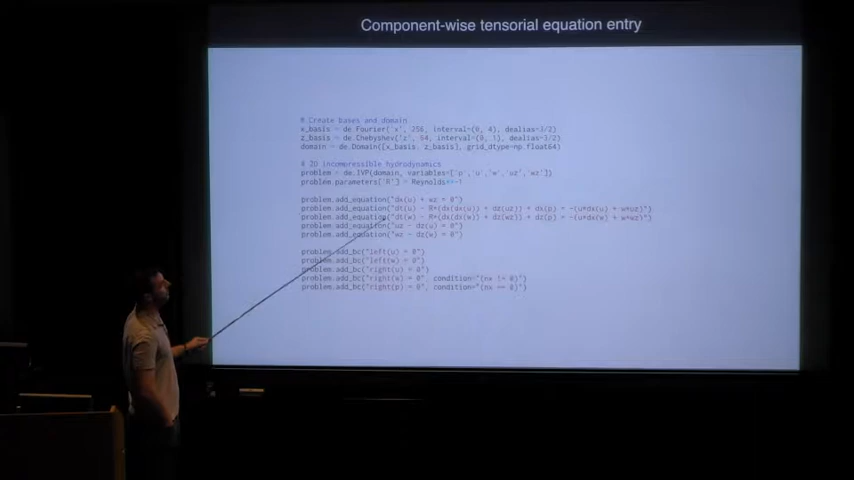 Component-wise tensorial equation entry
# Create bases and domain
x_basis = de.Fourier('x', 256, interval=(0, 4), dealias=3/2)
z_basis = de.Chebyshev('z', 64, interval=(0, 1), dealias=3/2)
domain = de.Domain([x_basis, z_basis], grid_dtype=np.float64)
# 2D incompressible hydrodynamics
problem = de.IVP(domain, variables=['p','u','w','uz','wz'])
problem.parameters['R'] = Reynolds**-1
problem.add_equation("dx(u) + wz = 0")
problem.add_equation("dt(u) - R*(dx(dx(u)) + dz(uz)) + dx(p) = -(u*dx(u) + w*uz)")
problem.add_equation("dt(w) - R*(dx(dx(w)) + dz(wz)) + dz(p) = -(u*dx(w) + w*wz)")
problem.add_equation("uz - dz(u) = 0")
problem.add_equation("wz - dz(w) = 0")
problem.add_bc("left(u) = 0")
problem.add_bc("left(w) = 0")
problem.add_bc("right(u) = 0")
problem.add_bc("right(w) = 0", condition="(nx != 0)")
problem.add_bc("right(p) = 0", condition="(nx == 0)")